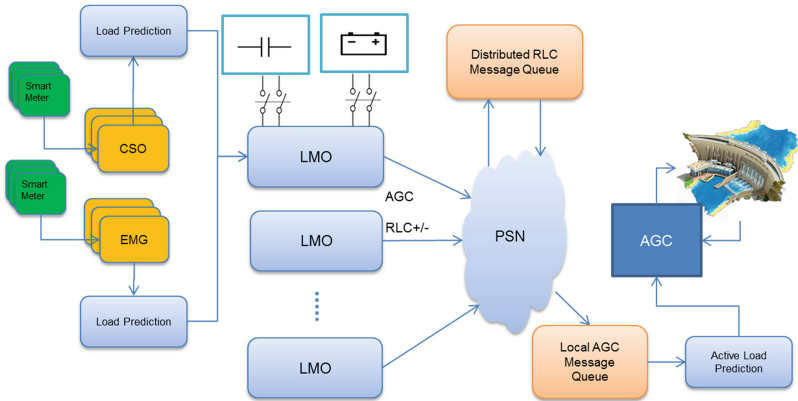 Load Prediction
Smart
Meter
CSO
Smart
Meter
EMG
Load Prediction
− +
LMO
AGC
RLC+/-
LMO
LMO
Distributed RLC
Message Queue
PSN
Local AGC
Message
Queue
AGC
Active Load
Prediction